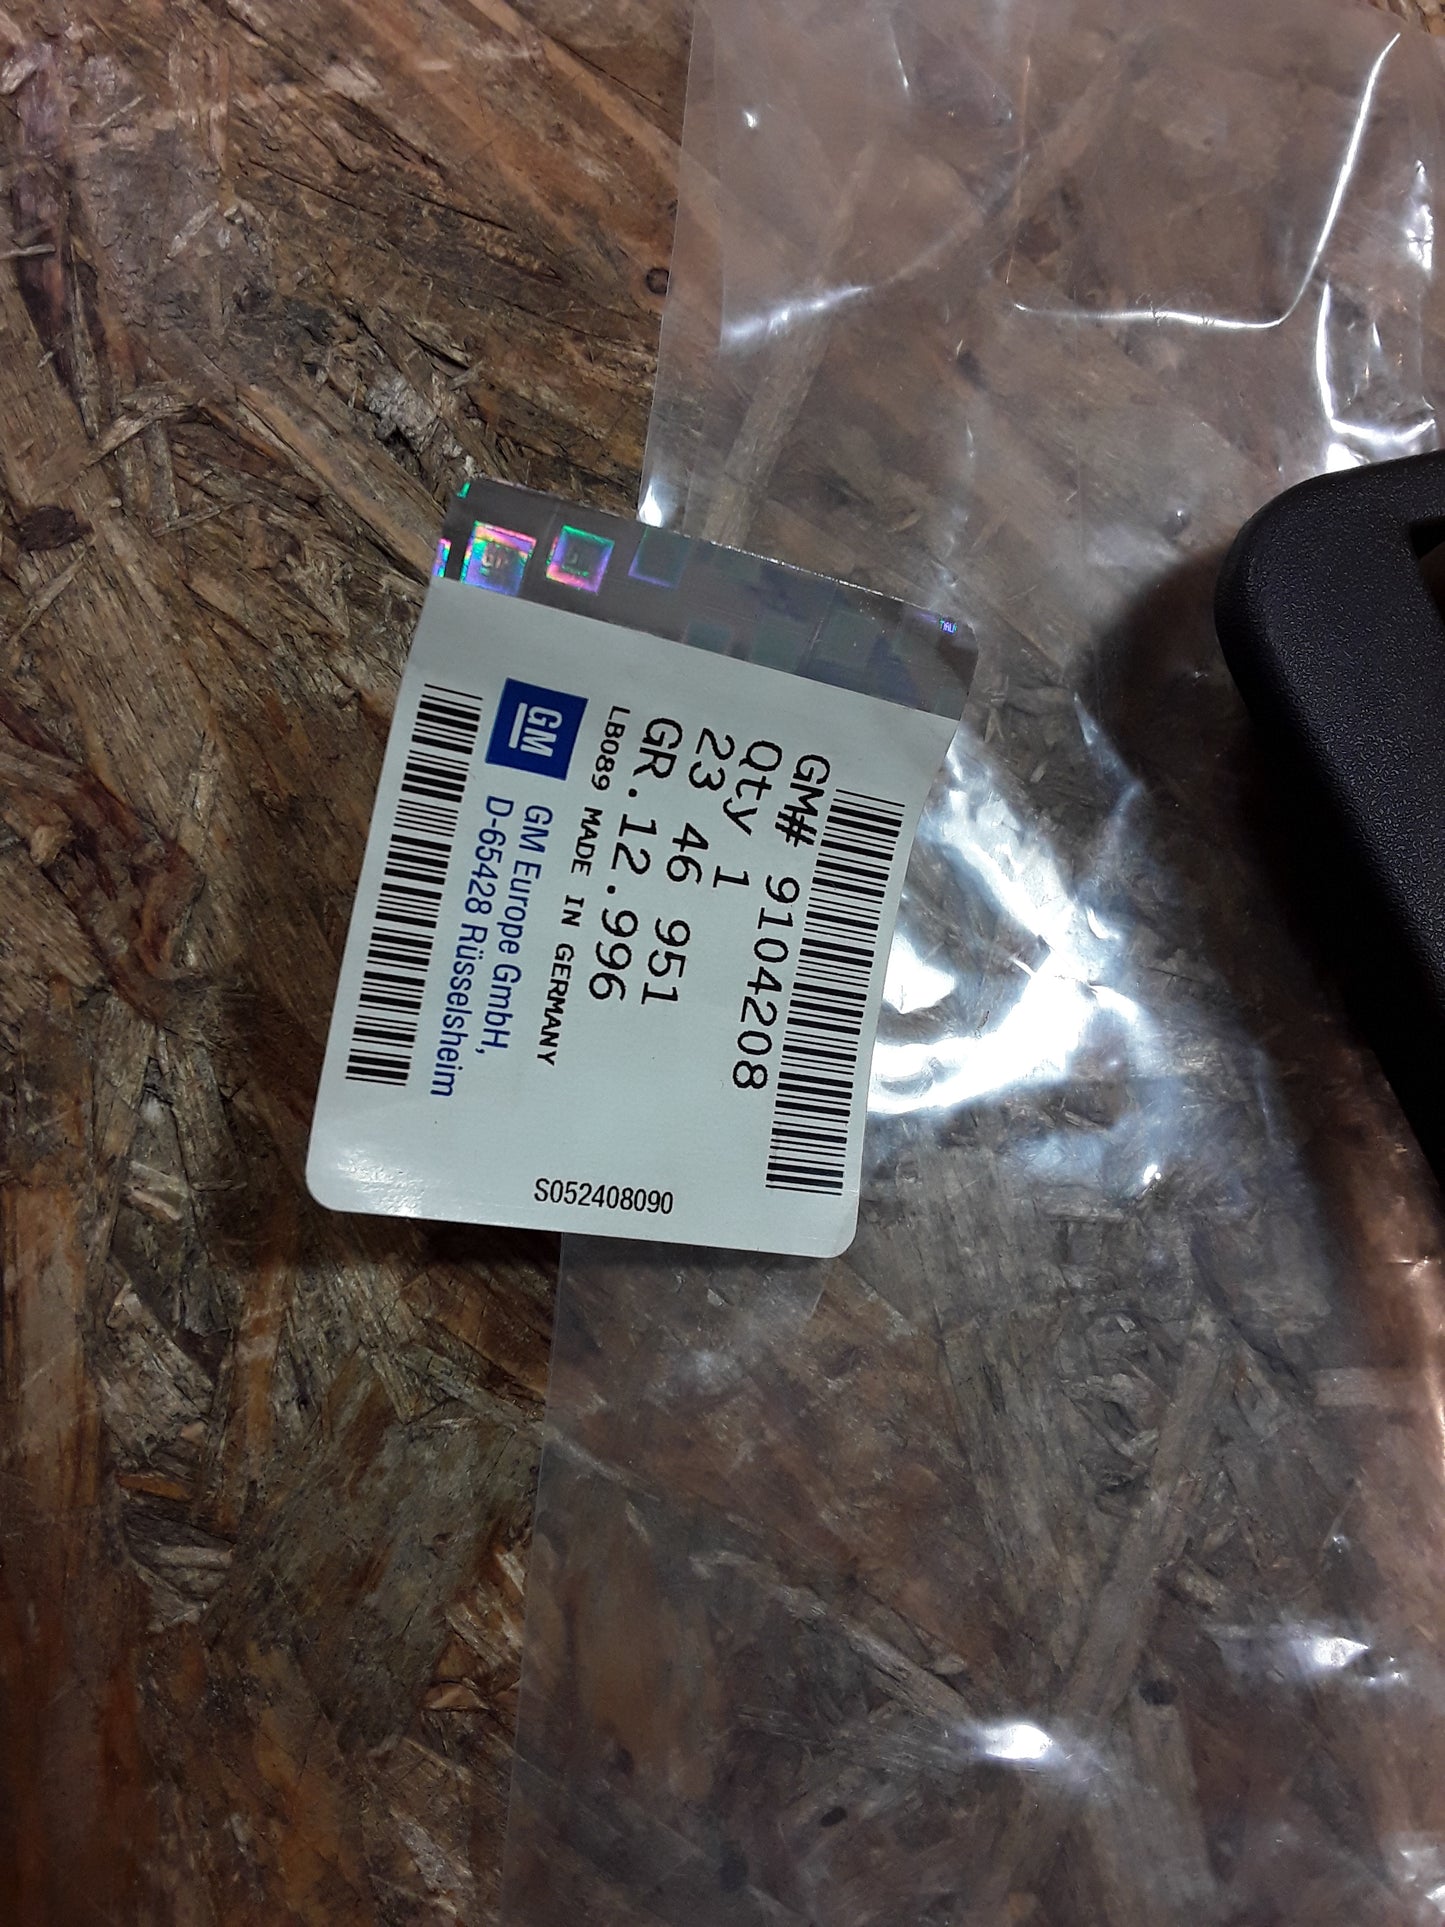 GM# 9104208
Qty 1
23 46 951
GR.12.996
LB089 MADE IN GERMANY
GM
GM Europe GmbH,
D-65428 Rüsselsheim
S052408090